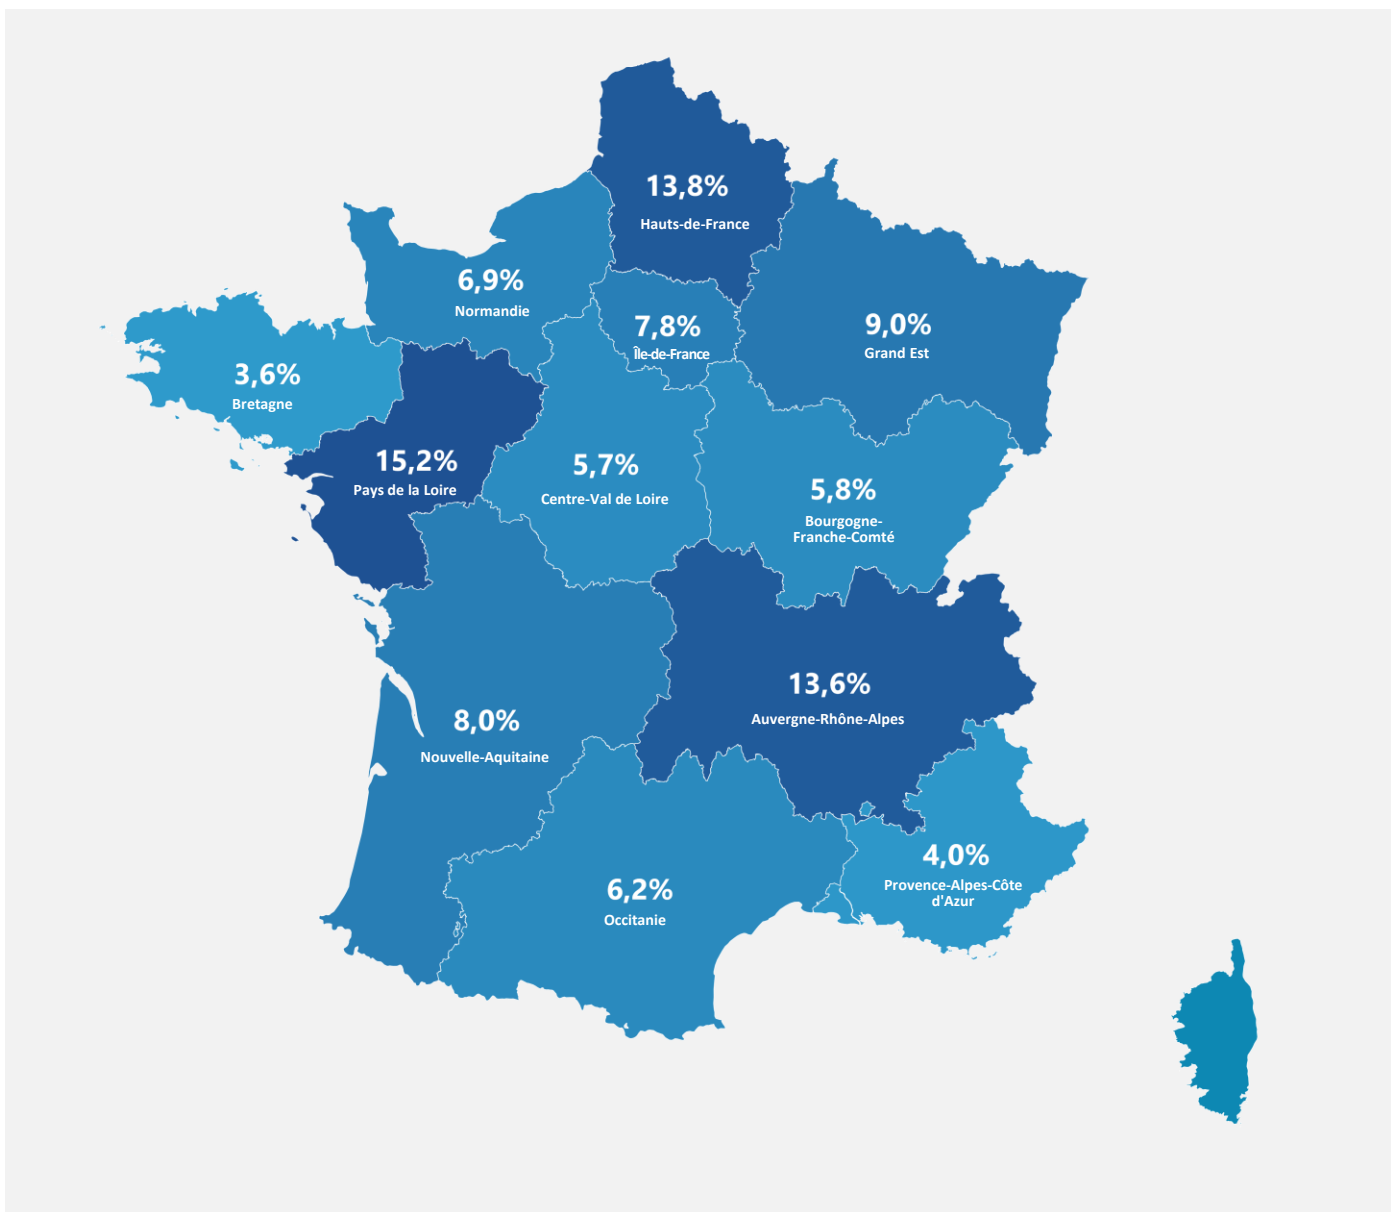 13,8%
Hauts-de-France
6,9%
Normandie
7,8%
Île-de-France
9,0%
Grand Est
3,6%
Bretagne
15,2%
Pays de la Loire
5,7%
Centre-Val de Loire
5,8%
Bourgogne-
Franche-Comté
13,6%
Auvergne-Rhône-Alpes
8,0%
Nouvelle-Aquitaine
4,0%
Provence-Alpes-Côte
d'Azur
6,2%
Occitanie